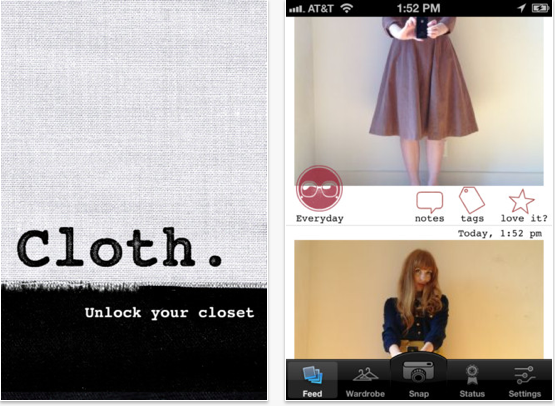 Cloth.
Unlock your closet
AT&T 1:52 PM
Everyday notes tags love it?
Today, 1:52 pm
Feed Wardrobe Snap Status Settings